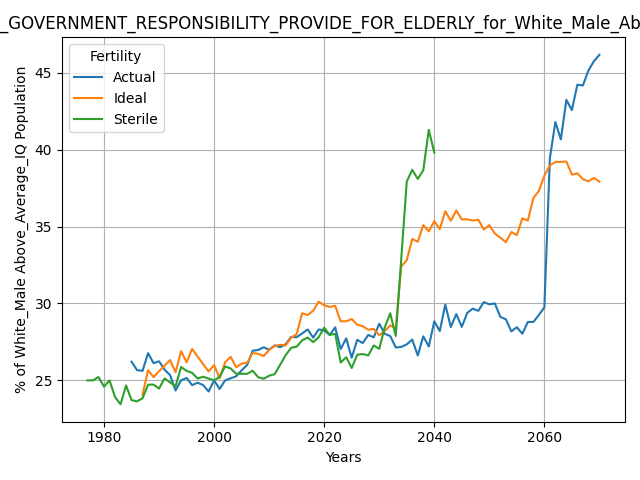 _GOVERNMENT_RESPONSIBILITY_PROVIDE_FOR_ELDERLY_for_White_Male_Ab
Fertility
Actual
Ideal
Sterile
% of White_Male Above_Average_IQ Population
45
40
35
30
25
1980
2000
2020
2040
2060
Years